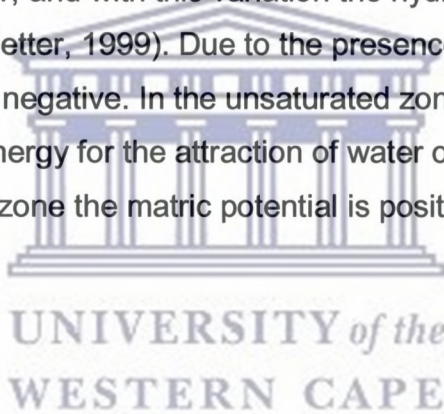 and with this variation the hyd
etter, 1999). Due to the presenc
negative. In the unsaturated zon
nergy for the attraction of water o
zone the matric potential is posit
UNIVERSITY of the
WESTERN CAPE